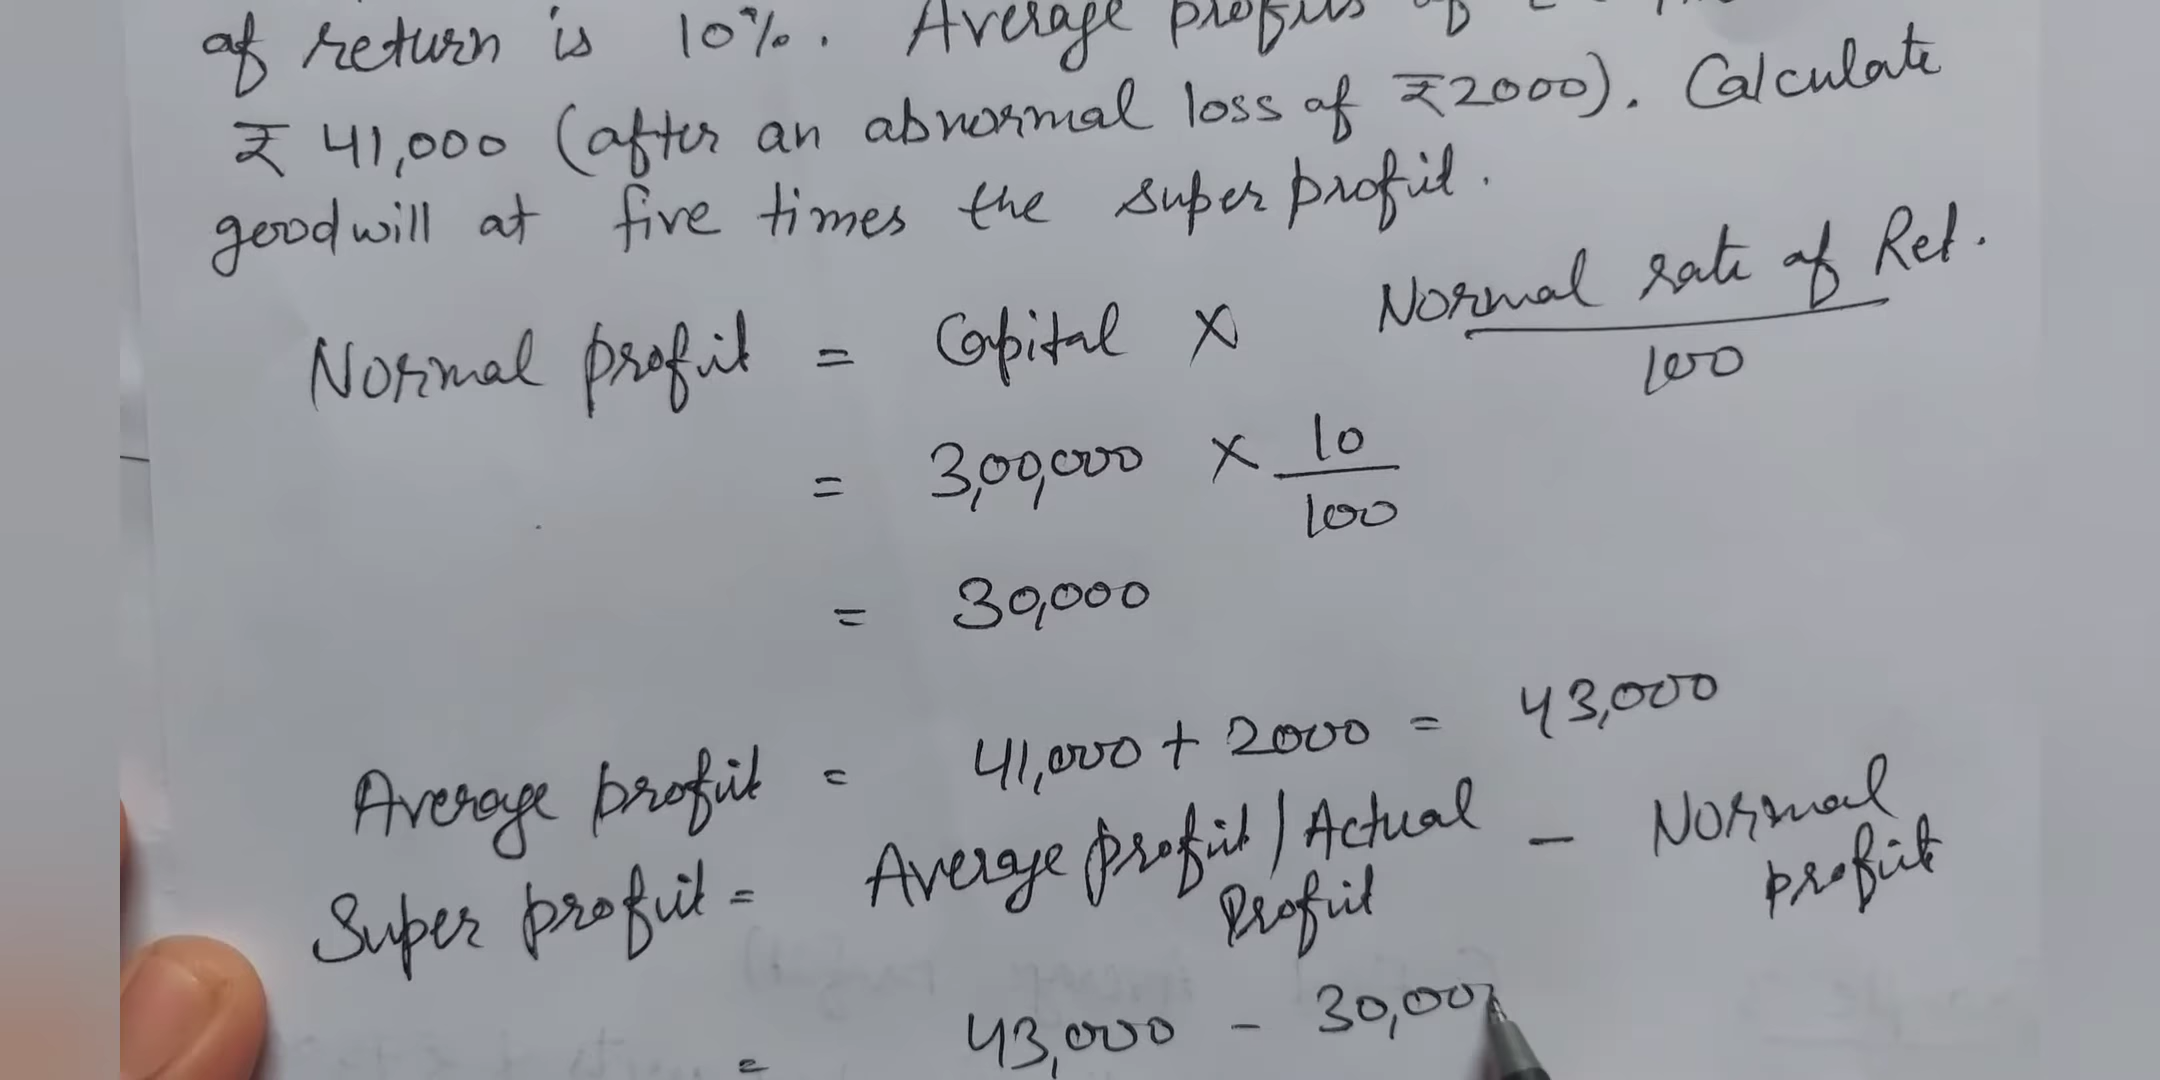 of return is 10%. Average profits of
₹ 41,000 (after an abnormal loss of ₹2000). Calculate
goodwill at five times the super profit.
Normal profit = Capital × Normal rate of Ret.
100
= 3,00,000 × 10
100
= 30,000
Average profit = 41,000 + 2000 = 43,000
Super profit = Average profit / Actual Profit - Normal profit
= 43,000 - 30,000